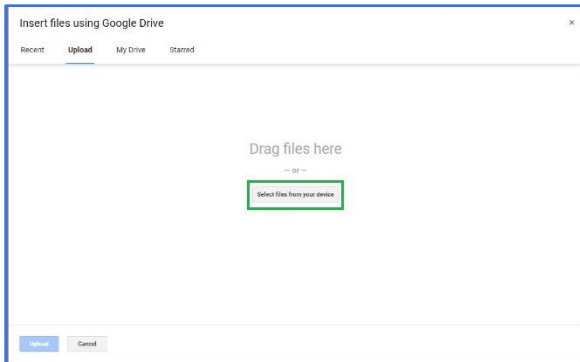 Insert files using Google Drive ×
Recent Upload My Drive Starred
Drag files here
— or —
Select files from your device
Upload Cancel